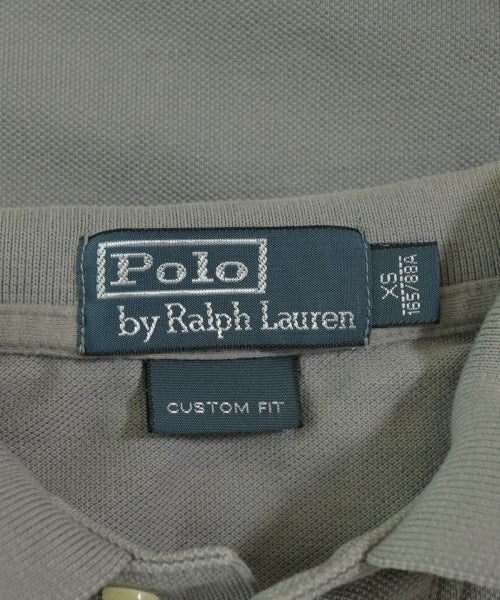 Polo
by Ralph Lauren
XS
165/88A
CUSTOM FIT